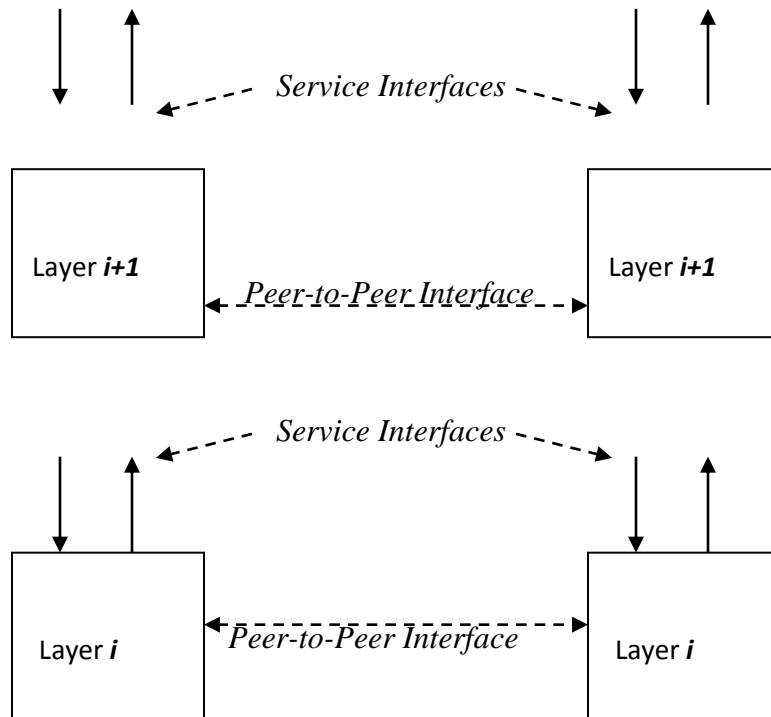 Service Interfaces
Layer i+1
Layer i+1
Peer-to-Peer Interface
Service Interfaces
Peer-to-Peer Interface
Layer i
Layer i